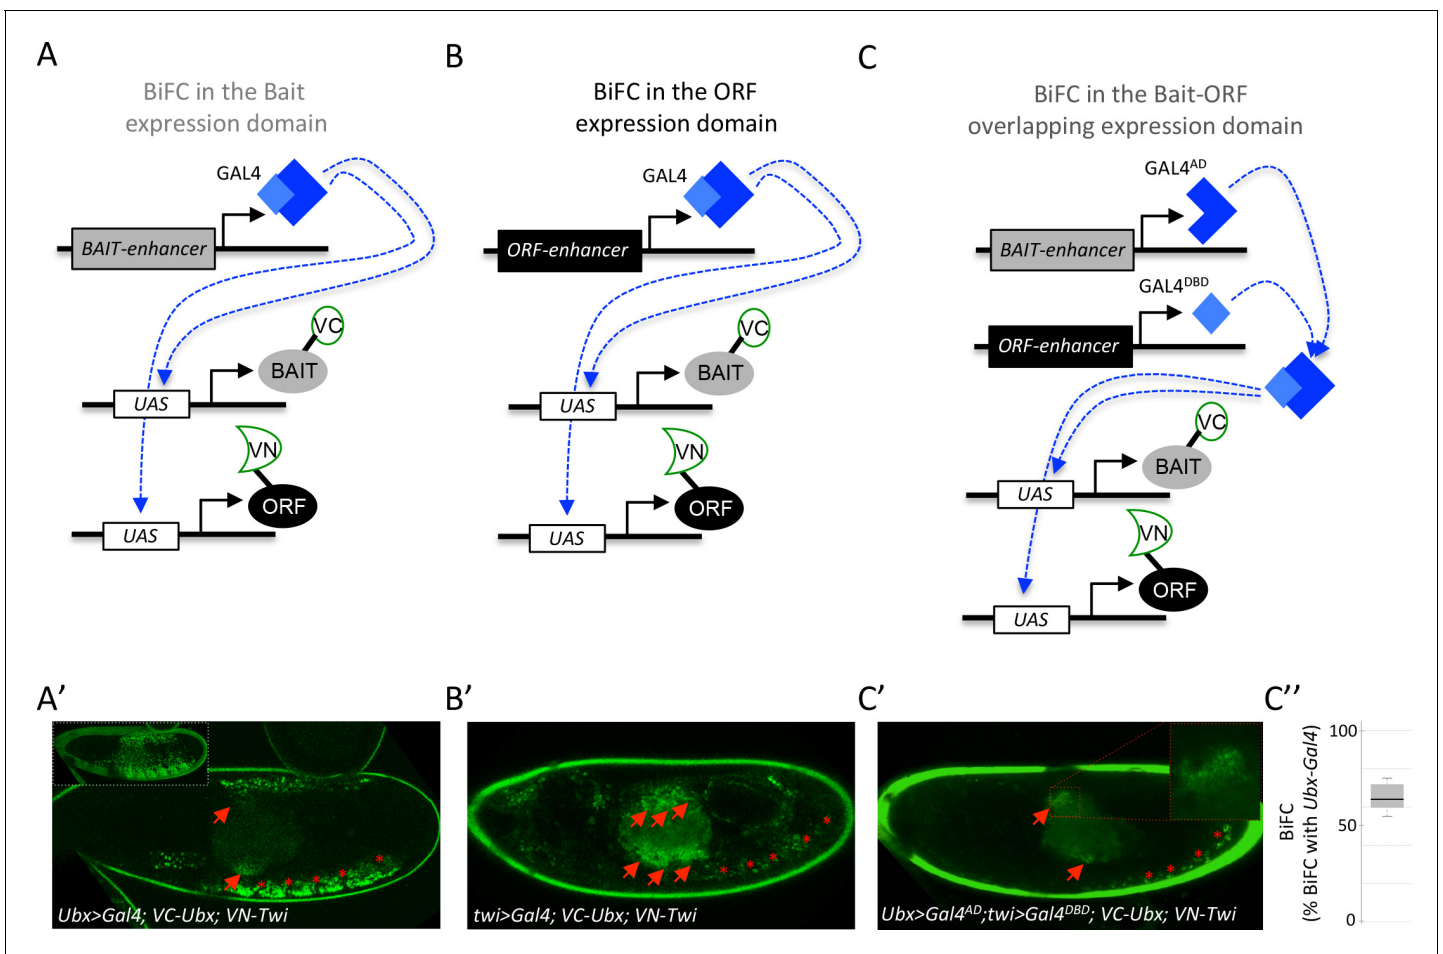 A
BiFC in the Bait
expression domain
GAL4
BAIT-enhancer
VC
BAIT
UAS
VN
ORF
UAS
B
BiFC in the ORF
expression domain
GAL4
ORF-enhancer
VC
BAIT
UAS
VN
ORF
UAS
C
BiFC in the Bait-ORF
overlapping expression domain
GAL4AD
BAIT-enhancer
GAL4DBD
ORF-enhancer
VC
BAIT
UAS
VN
ORF
UAS
A’
* * * * *
Ubx>Gal4; VC-Ubx; VN-Twi
B’
* * * * *
twi>Gal4; VC-Ubx; VN-Twi
C’
* * * *
Ubx>Gal4AD;twi>Gal4DBD; VC-Ubx; VN-Twi
C’’
BiFC
(% BiFC with Ubx-Gal4)
100
50
0